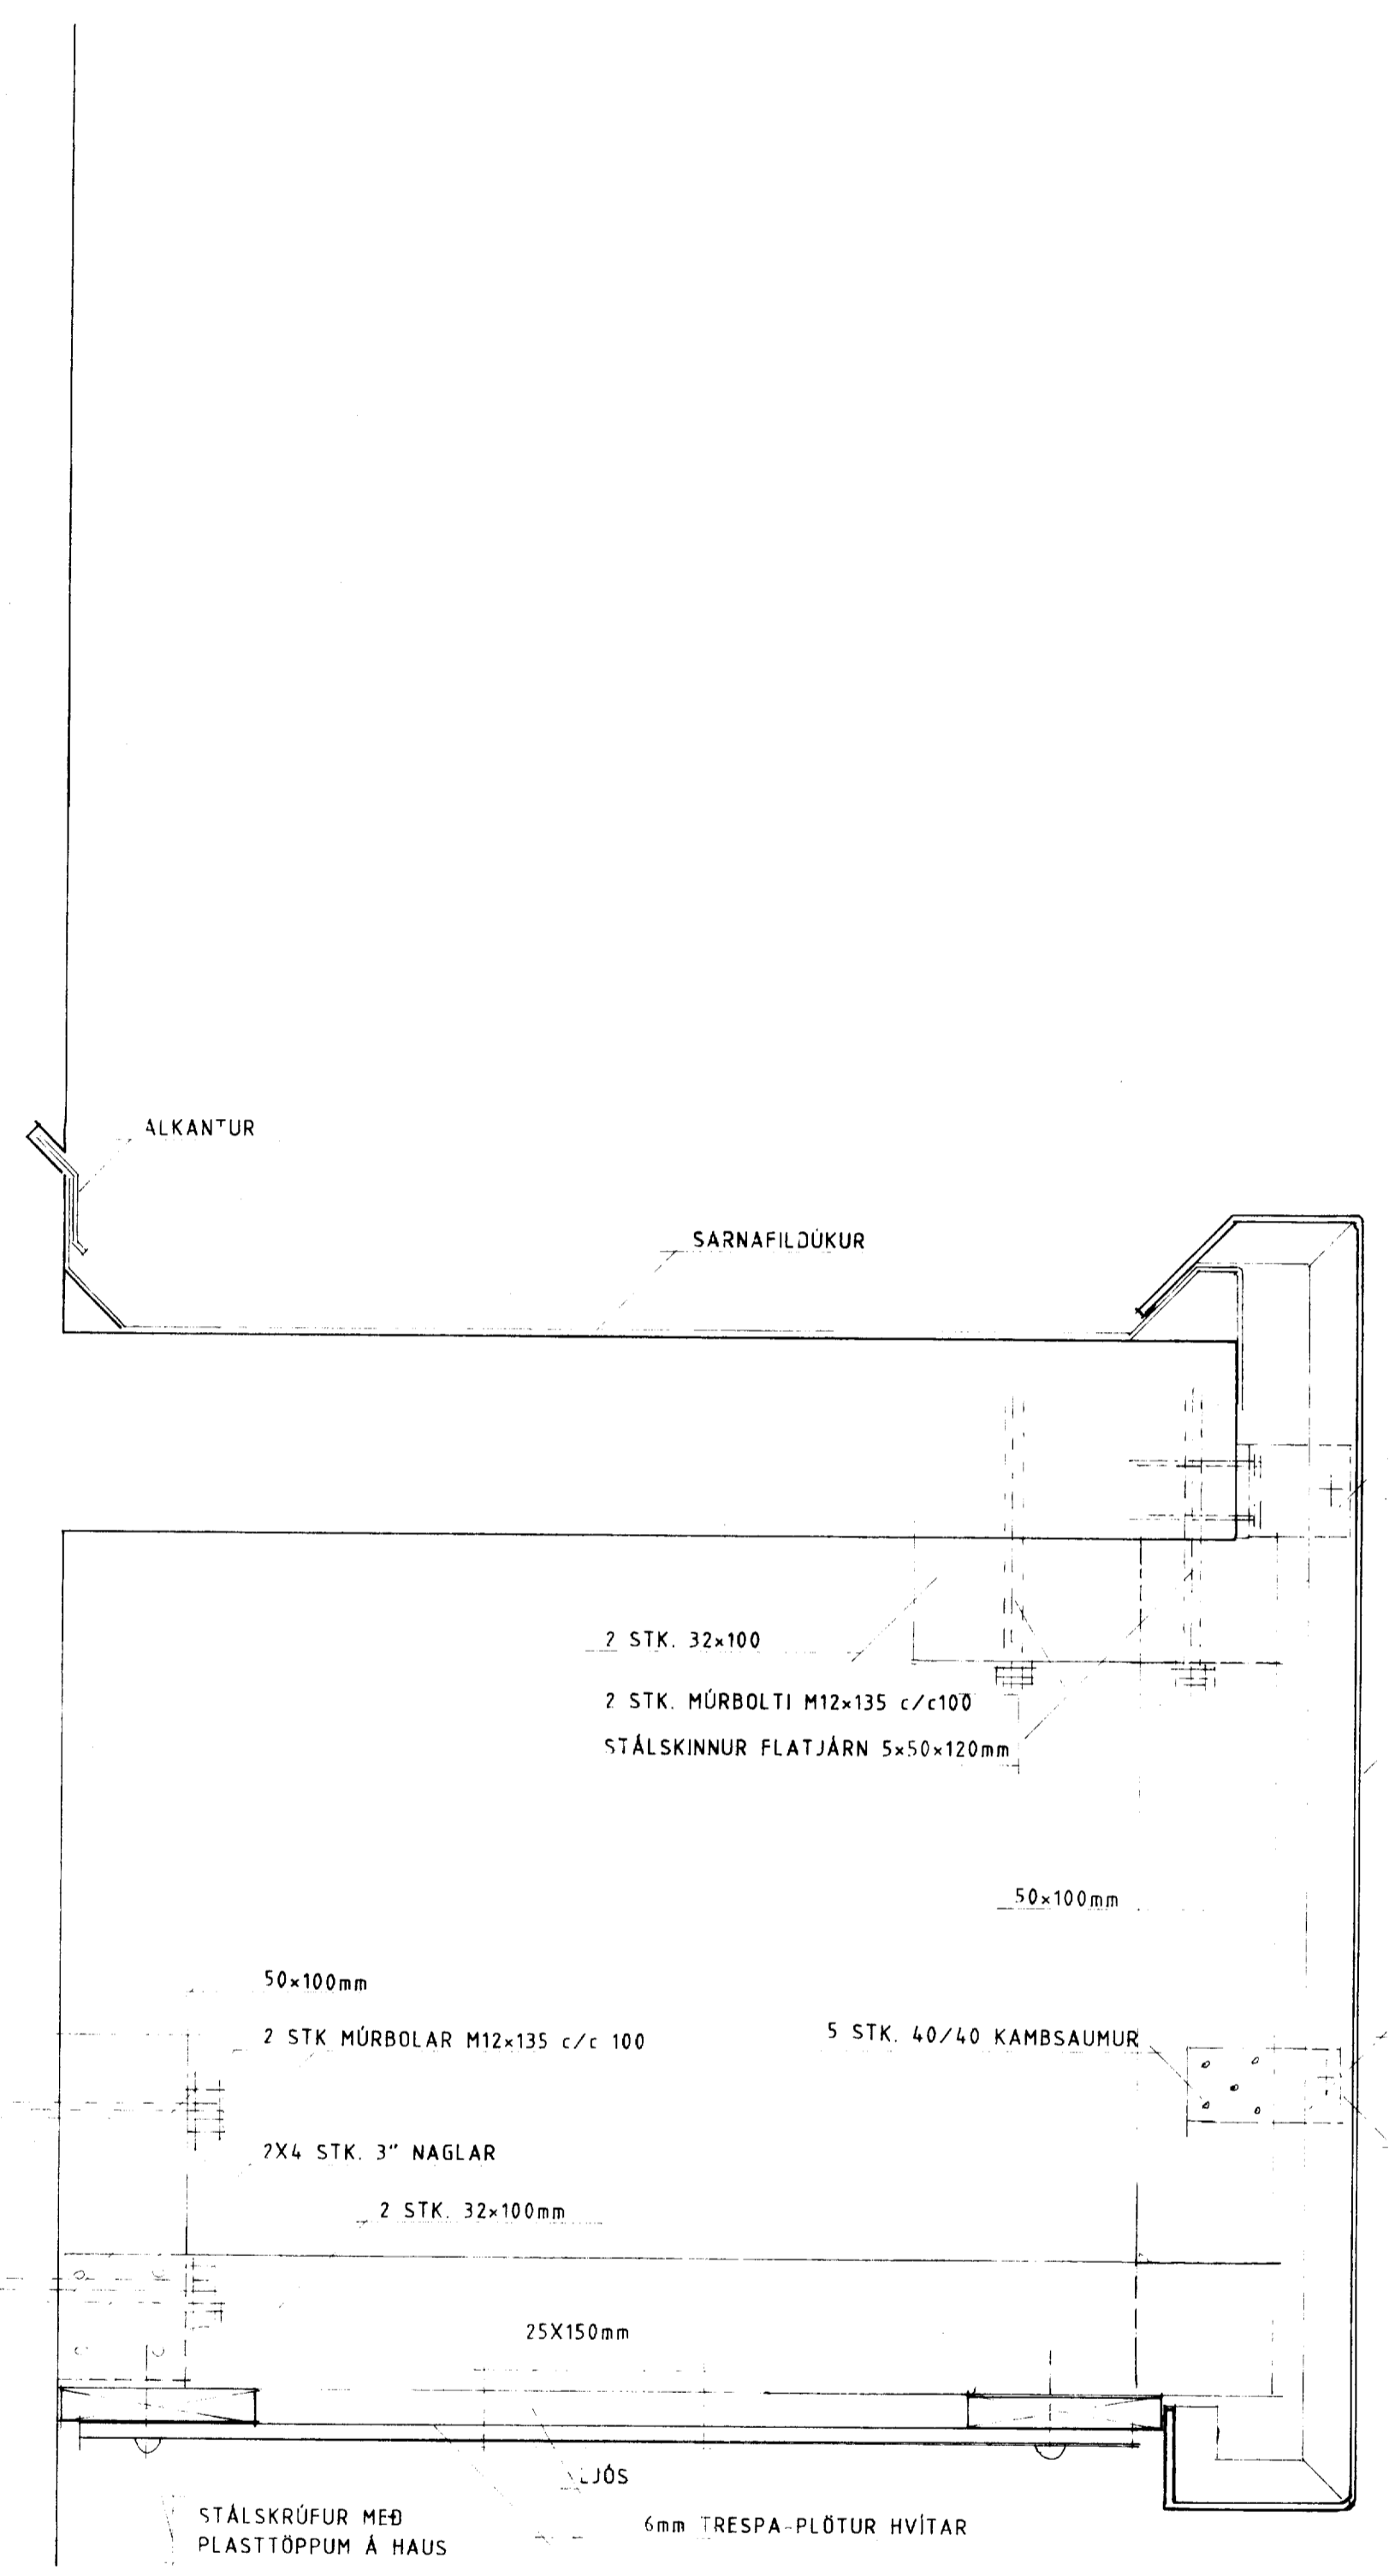 ALKANTUR
SARNAFILDÚKUR
2 STK. 32×100
2 STK. MÚRBOLTI M12×135 c/c100
STÁLSKINNUR FLATJÁRN 5×50×120mm
50×100mm
50×100mm
2 STK MÚRBOLAR M12×135 c/c 100
5 STK. 40/40 KAMBSAUMUR
2X4 STK. 3" NAGLAR
2 STK. 32×100mm
25X150mm
LJÓS
STÁLSKRÚFUR MEÐ
PLASTTÖPPUM Á HAUS
6mm TRESPA-PLÖTUR HVÍTAR